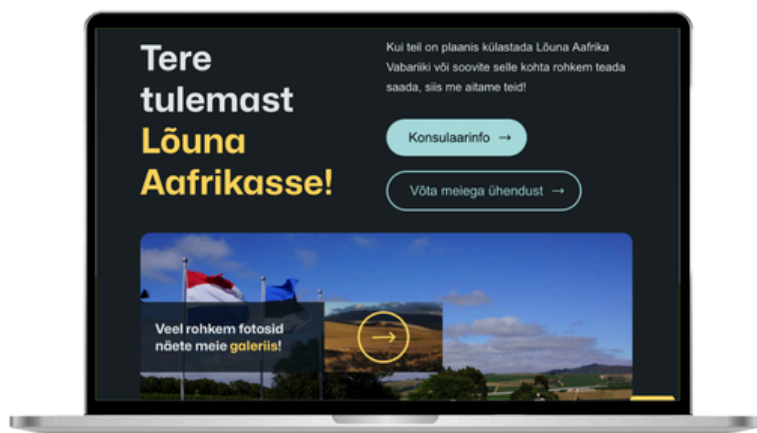 Tere
tulemast
Lõuna
Aafrikasse!
Kui teil on plaanis külastada Lõuna Aafrika
Vabariiki või soovite selle kohta rohkem teada
saada, siis me aitame teid!
Konsulaarinfo →
Võta meiega ühendust →
Veel rohkem fotosid
näete meie galeriis!